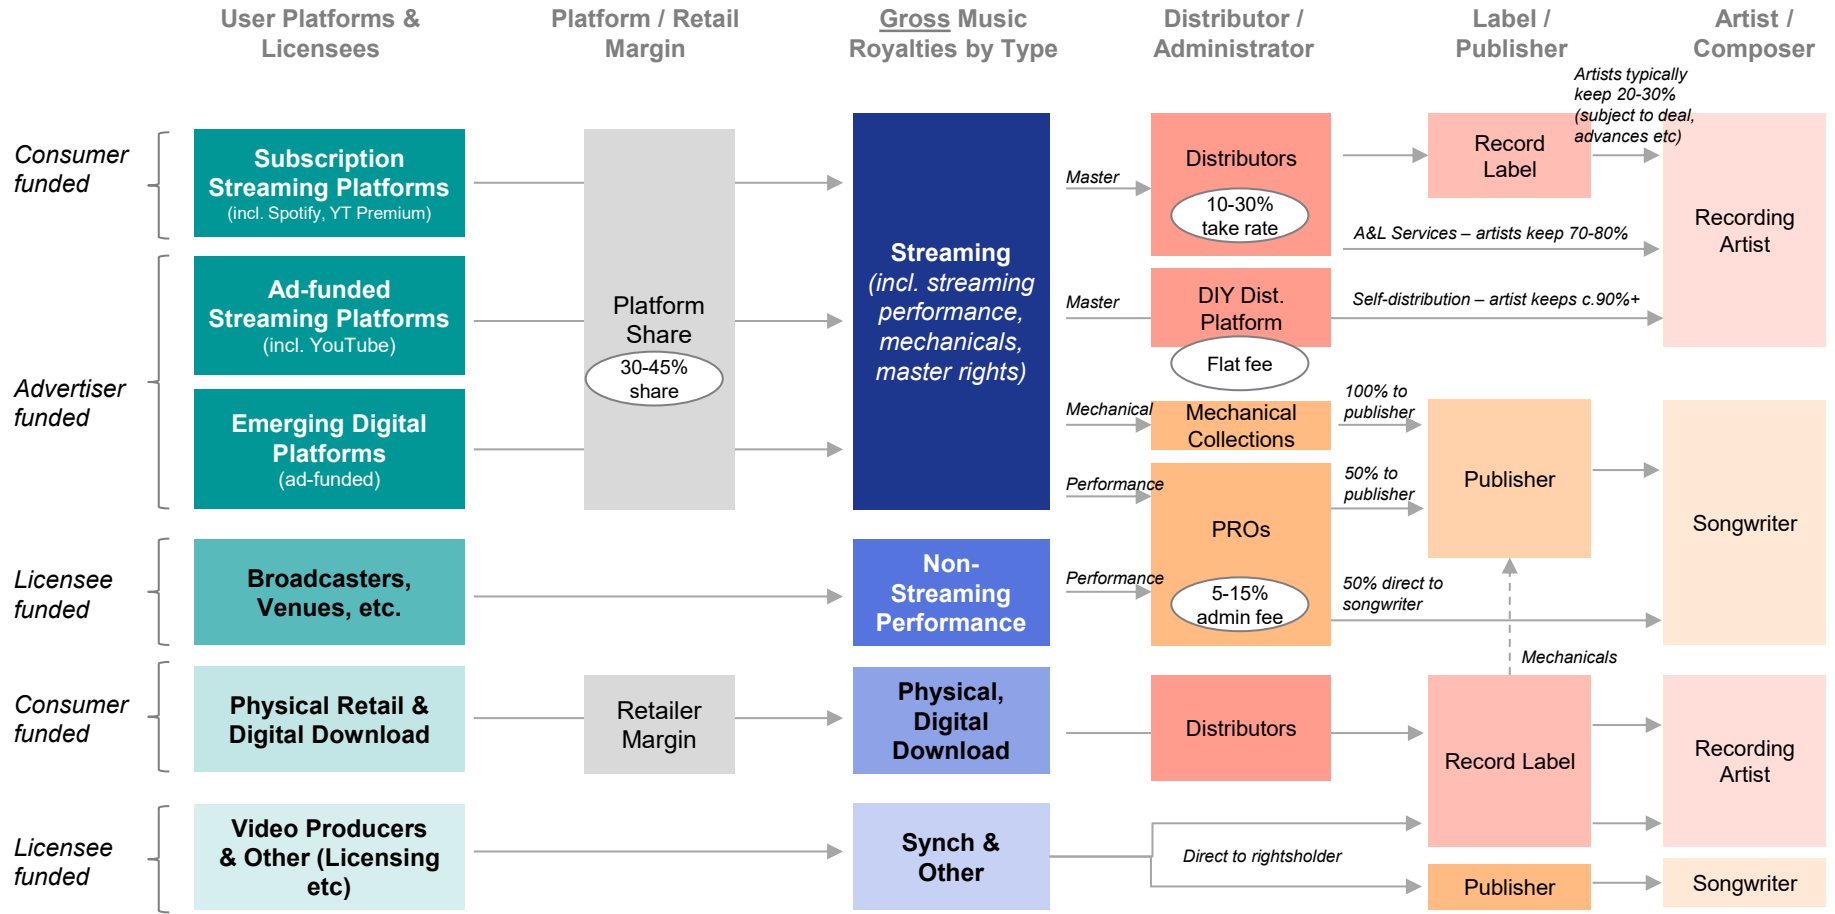 User Platforms &
Licensees
Platform / Retail
Margin
Gross Music
Royalties by Type
Distributor /
Administrator
Label /
Publisher
Artist /
Composer
Consumer
funded
Subscription
Streaming Platforms
(incl. Spotify, YT Premium)
Advertiser
funded
Ad-funded
Streaming Platforms
(incl. YouTube)
Emerging Digital
Platforms
(ad-funded)
Platform
Share
30-45%
share
Streaming
(incl. streaming
performance,
mechanicals,
master rights)
Master
Distributors
10-30%
take rate
Record
Label
Artists typically
keep 20-30%
(subject to deal,
advances etc)
A&L Services – artists keep 70-80%
Recording
Artist
Master
DIY Dist.
Platform
Flat fee
Self-distribution – artist keeps c.90%+
Mechanical
Mechanical
Collections
100% to
publisher
Performance
PROs
5-15%
admin fee
50% to
publisher
Publisher
Songwriter
Licensee
funded
Broadcasters,
Venues, etc.
Non-
Streaming
Performance
Performance
50% direct to
songwriter
Mechanicals
Consumer
funded
Physical Retail &
Digital Download
Retailer
Margin
Physical,
Digital
Download
Distributors
Record Label
Recording
Artist
Licensee
funded
Video Producers
& Other (Licensing
etc)
Synch &
Other
Direct to rightsholder
Publisher
Songwriter